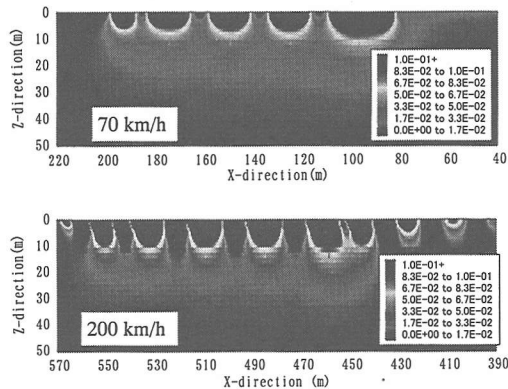 0
10
20
30
40
50
Z-direction(m)
1.0E-01+
8.3E-02 to 1.0E-01
6.7E-02 to 8.3E-02
5.0E-02 to 6.7E-02
3.3E-02 to 5.0E-02
1.7E-02 to 3.3E-02
0.0E+00 to 1.7E-02
70 km/h
220 200 180 160 140 120 100 80 60 40
X-direction(m)
0
10
20
30
40
50
Z-direction (m)
1.0E-01+
8.3E-02 to 1.0E-01
6.7E-02 to 8.3E-02
5.0E-02 to 6.7E-02
3.3E-02 to 5.0E-02
1.7E-02 to 3.3E-02
0.0E+00 to 1.7E-02
200 km/h
570 550 530 510 490 470 450 430 410 390
X-direction (m)